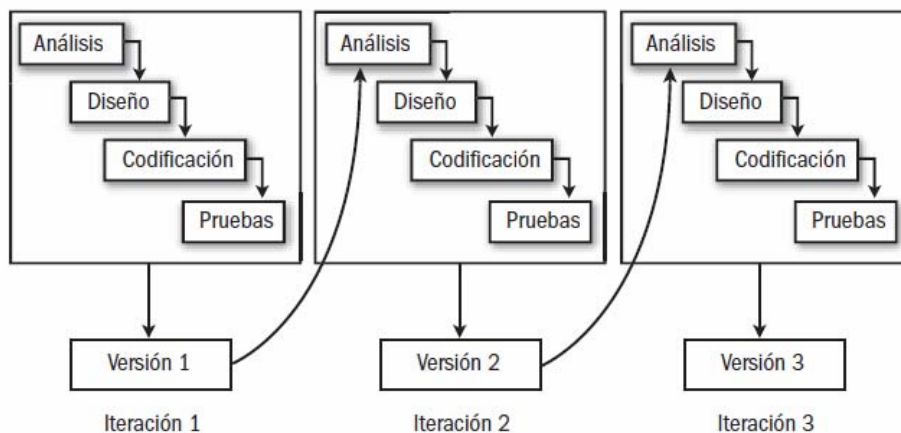 Análisis
Diseño
Codificación
Pruebas
Análisis
Diseño
Codificación
Pruebas
Análisis
Diseño
Codificación
Pruebas
Versión 1
Versión 2
Versión 3
Iteración 1
Iteración 2
Iteración 3